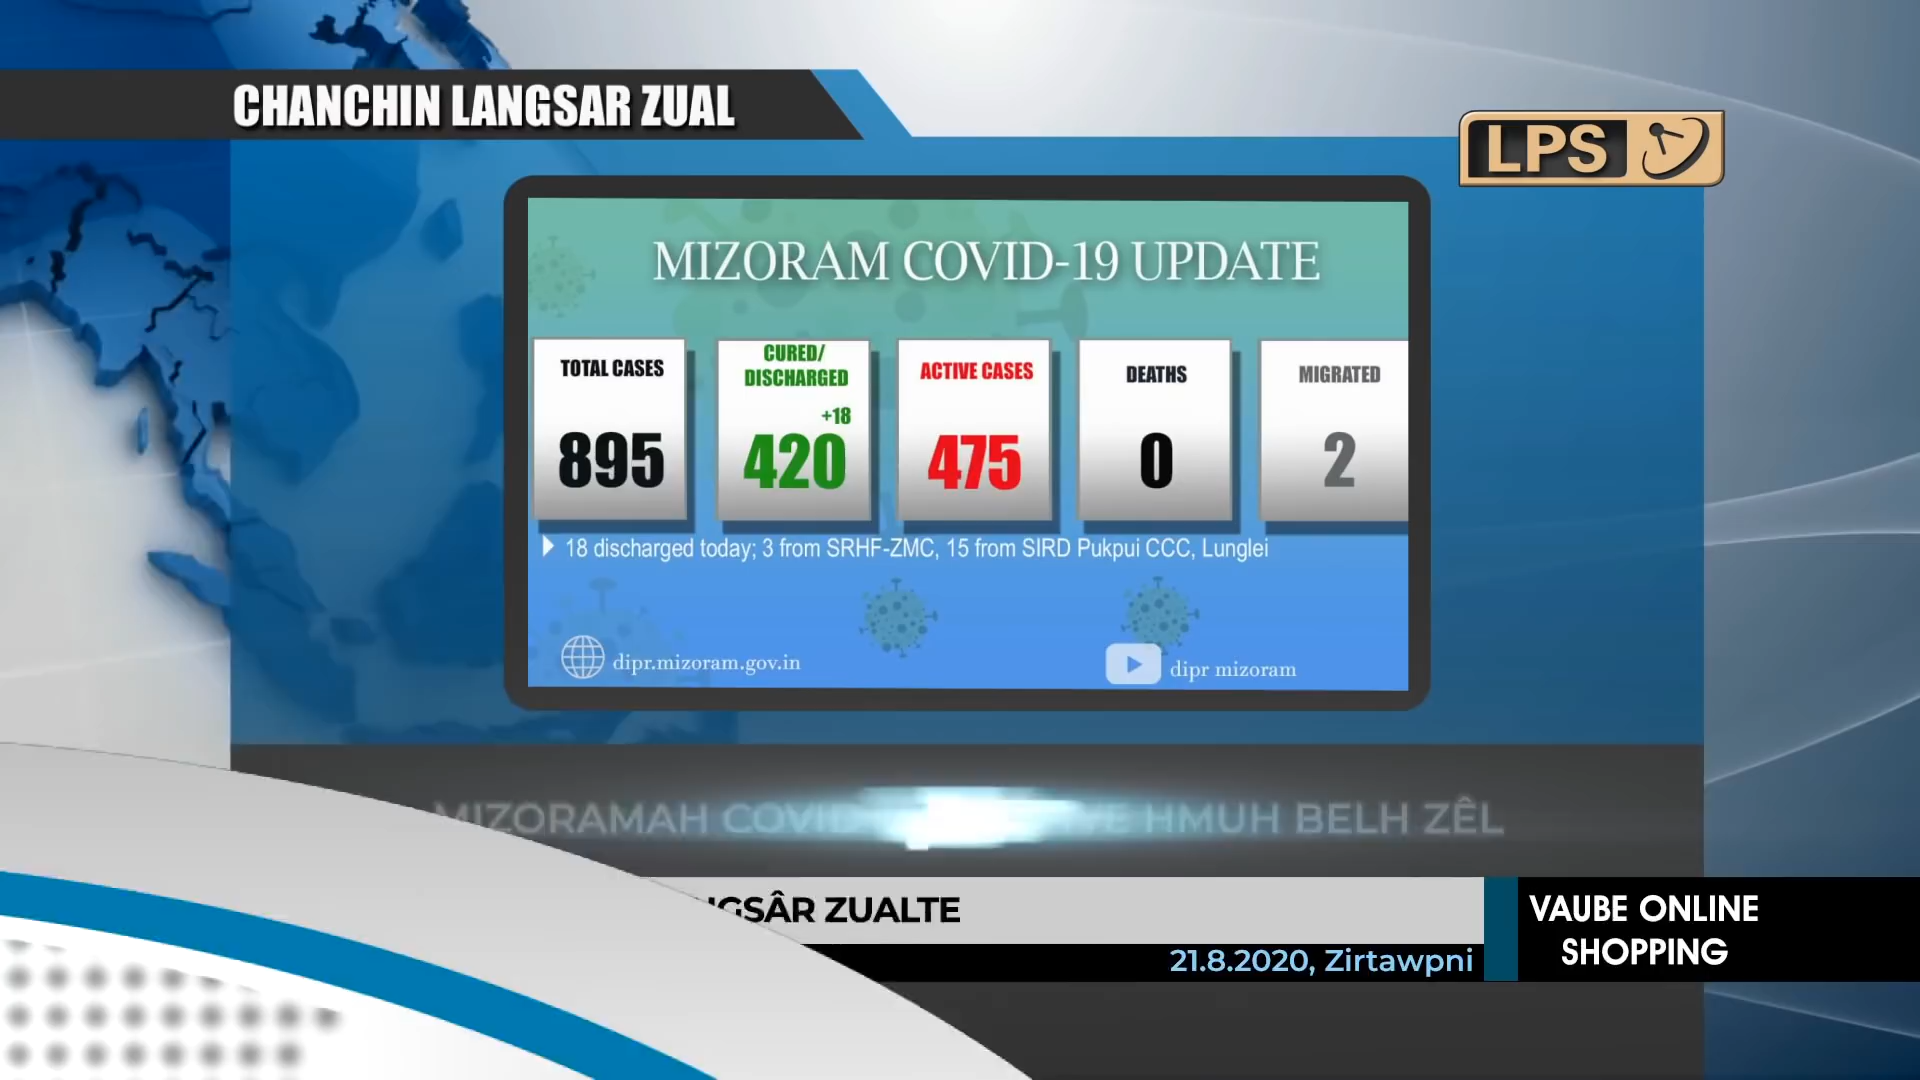 CHANCHIN LANGSAR ZUAL
LPS
MIZORAM COVID-19 UPDATE
TOTAL CASES
895
CURED/
DISCHARGED
+18
420
ACTIVE CASES
475
DEATHS
0
MIGRATED
2
18 discharged today; 3 from SRHF-ZMC, 15 from SIRD Pukpui CCC, Lunglei
dipr.mizoram.gov.in
dipr mizoram
MIZORAMAH HMUH BELH ZÊL
ZUALTE
21.8.2020, Zirtawpni
VAUBE ONLINE
SHOPPING